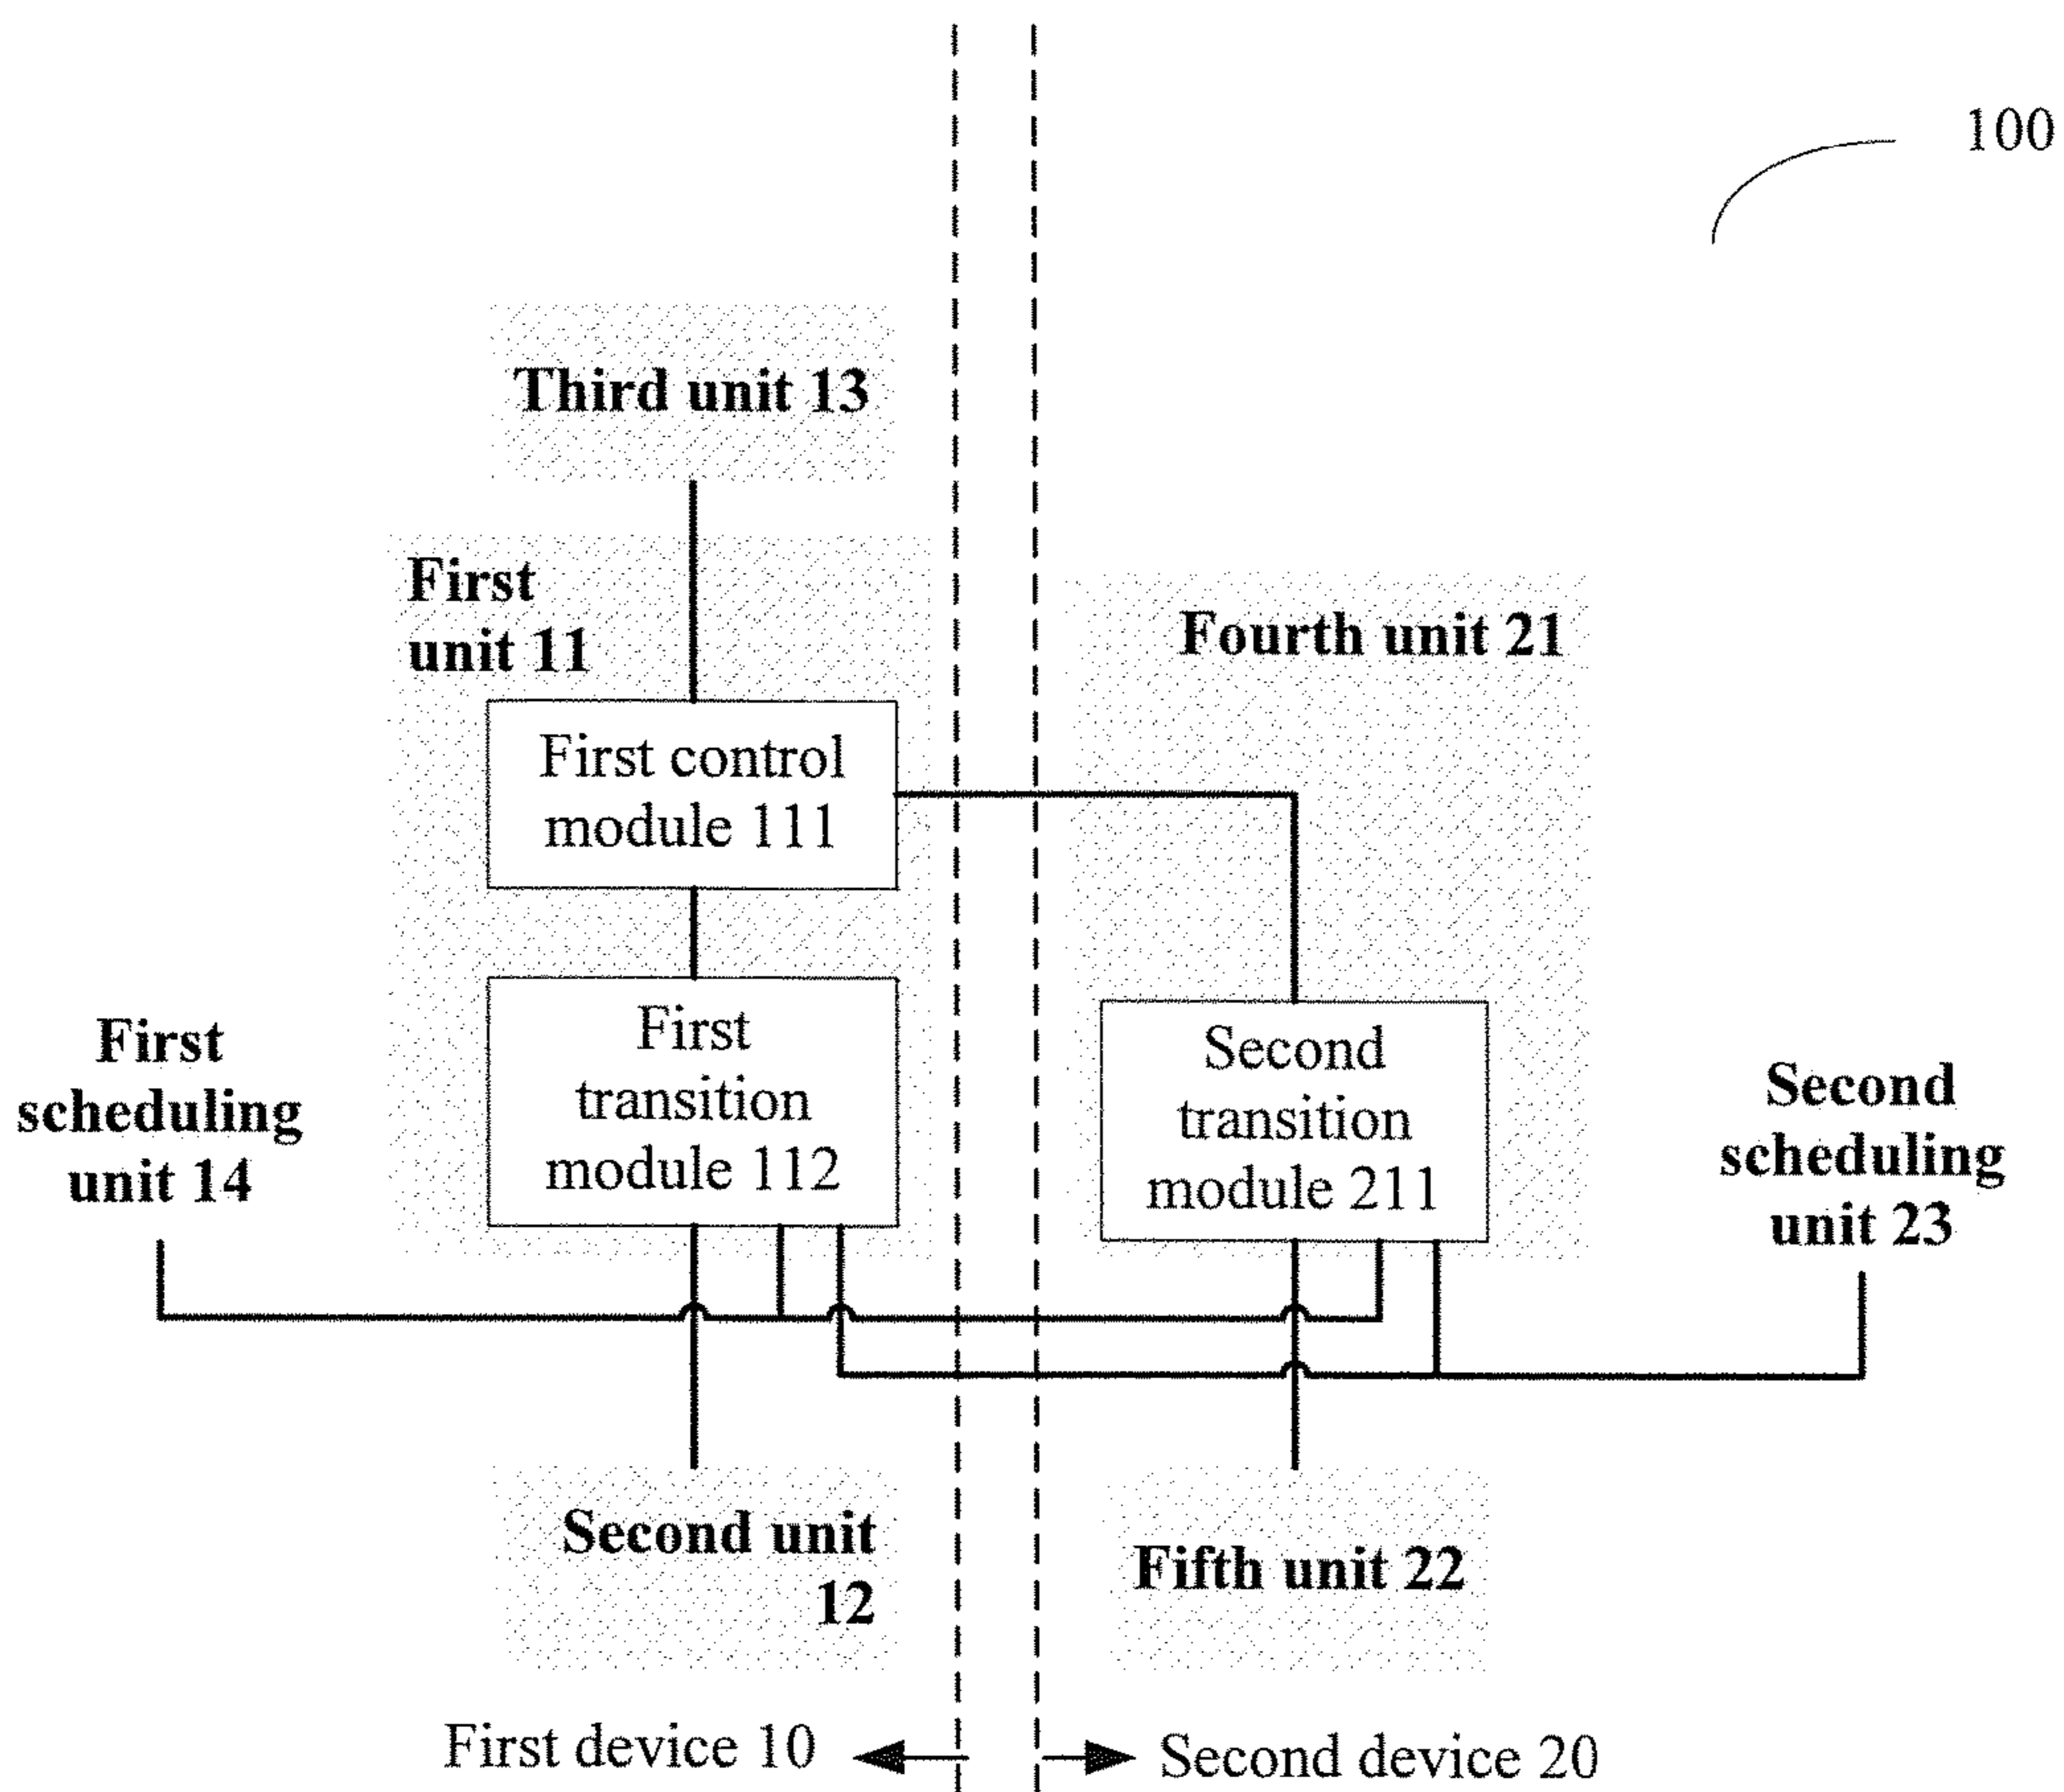 100
Third unit 13
First
unit 11
Fourth unit 21
First control
module 111
First
transition
module 112
Second
transition
module 211
First
scheduling
unit 14
Second
scheduling
unit 23
Second unit
12
Fifth unit 22
First device 10
Second device 20